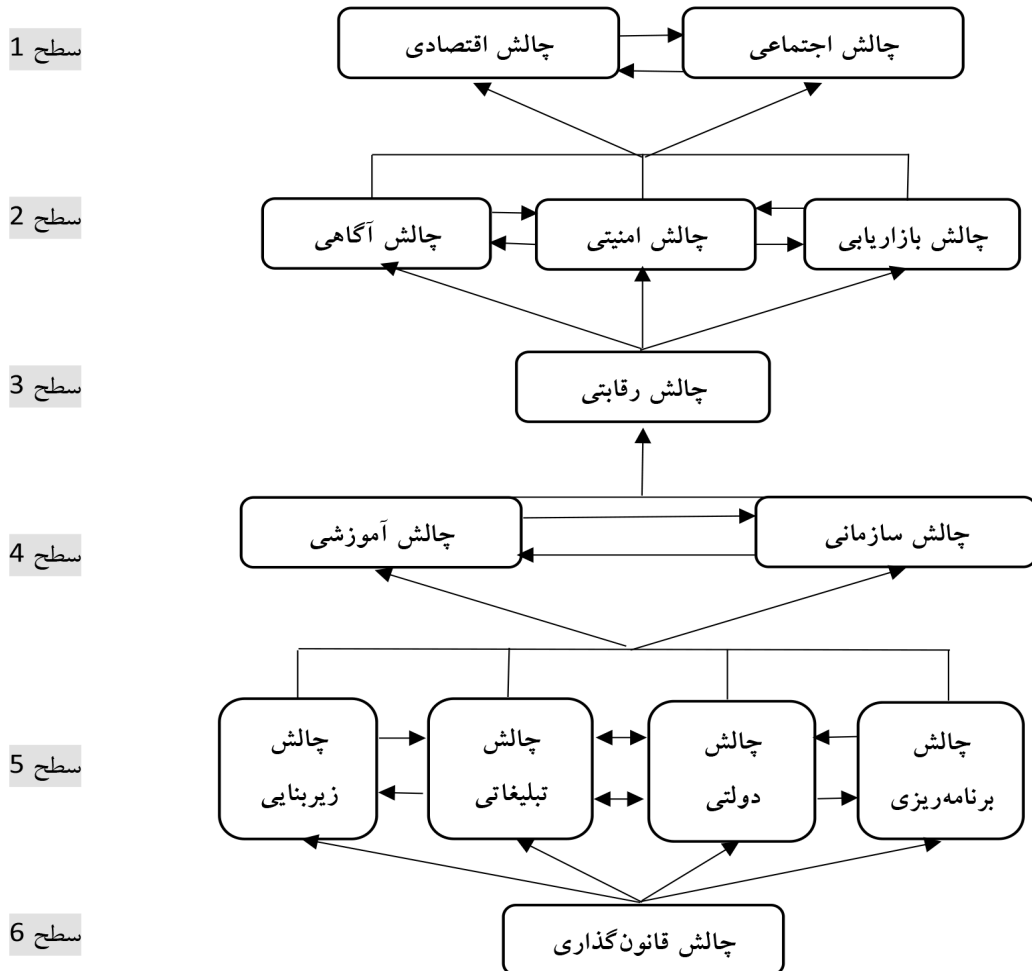 سطح 1
چالش اجتماعی
چالش اقتصادی
سطح 2
چالش بازاریابی
چالش امنیتی
چالش آگاهی
سطح 3
چالش رقابتی
سطح 4
چالش سازمانی
چالش آموزشی
سطح 5
چالش
برنامه‌ریزی
چالش
دولتی
چالش
تبلیغاتی
چالش
زیربنایی
سطح 6
چالش قانون‌گذاری